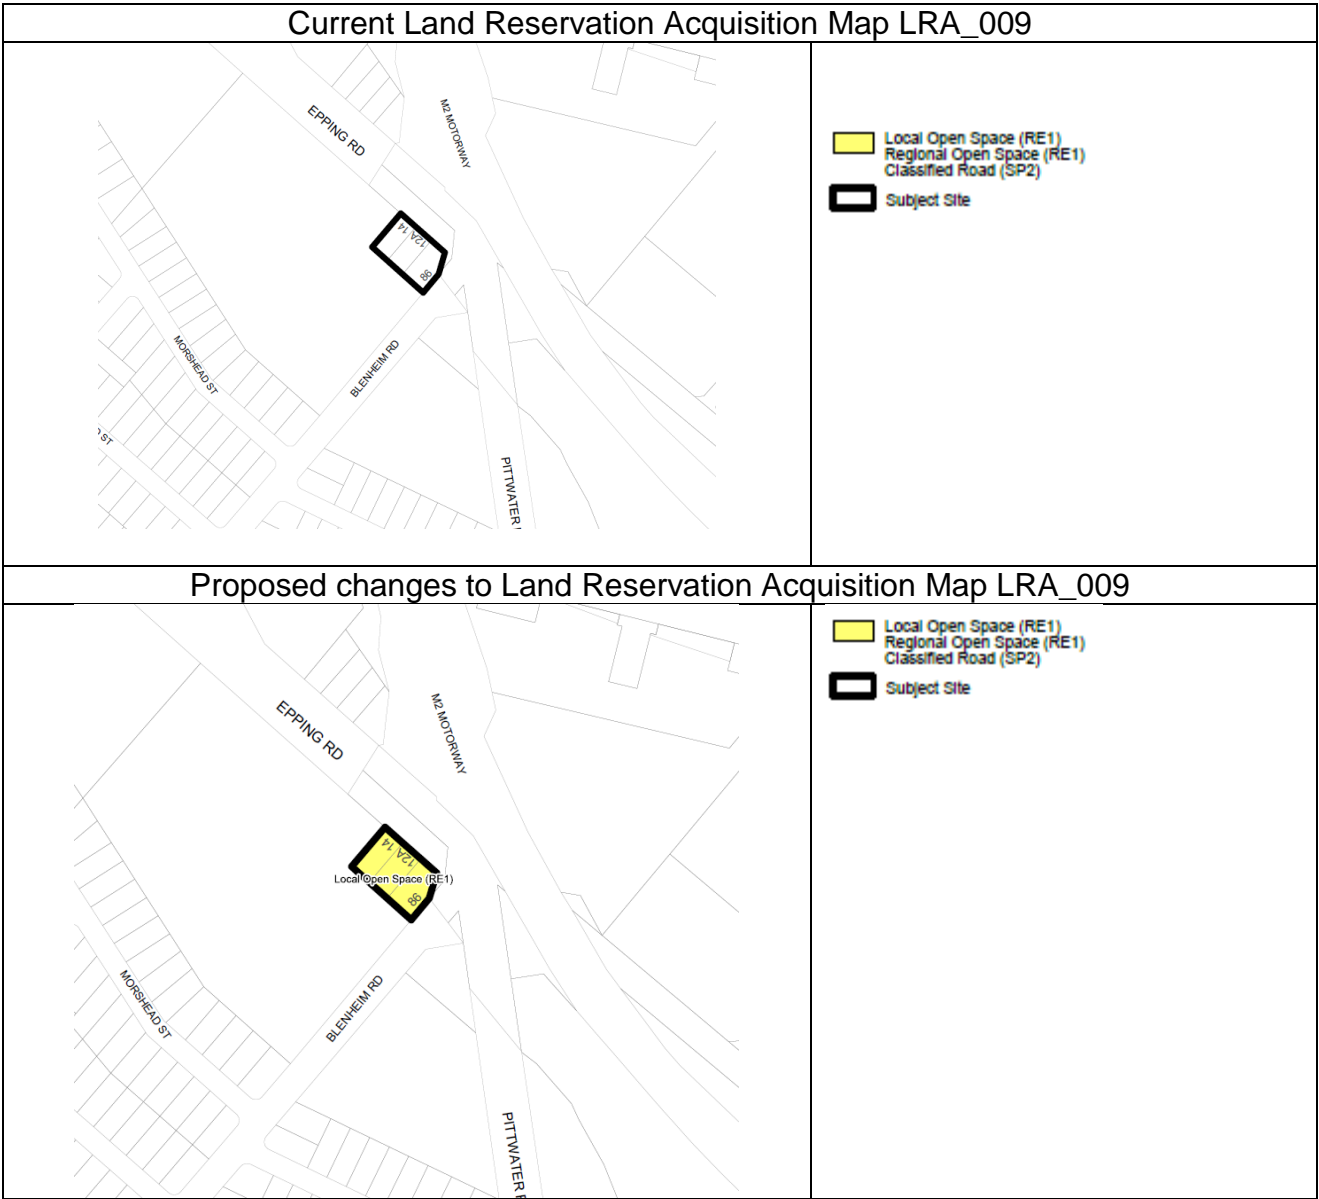 Current Land Reservation Acquisition Map LRA_009
EPPING RD
M2 MOTORWAY
14
12A
98
MORSHEAD ST
BLENHEIM RD
ST
PITTWATER
Local Open Space (RE1)
Regional Open Space (RE1)
Classified Road (SP2)
Subject Site
Proposed changes to Land Reservation Acquisition Map LRA_009
EPPING RD
M2 MOTORWAY
14
12A
Local Open Space (RE1)
98
MORSHEAD ST
BLENHEIM RD
PITTWATER
Local Open Space (RE1)
Regional Open Space (RE1)
Classified Road (SP2)
Subject Site